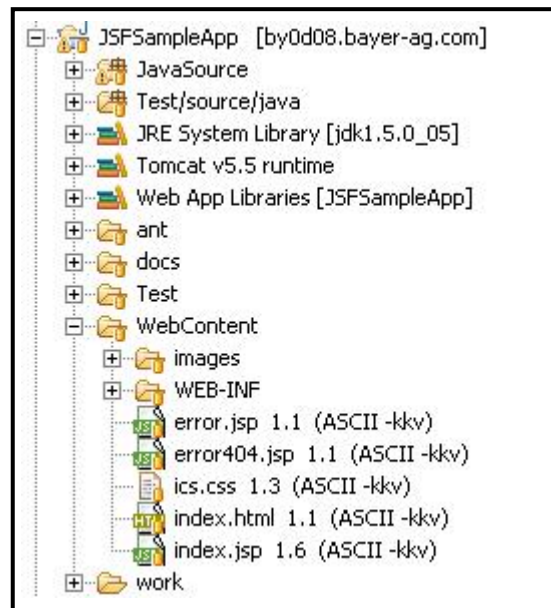 JSFSampleApp [by0d08.bayer-ag.com]
JavaSource
Test/source/java
JRE System Library [jdk1.5.0_05]
Tomcat v5.5 runtime
Web App Libraries [JSFSampleApp]
ant
docs
Test
WebContent
images
WEB-INF
error.jsp 1.1 (ASCII -kkv)
error404.jsp 1.1 (ASCII -kkv)
ics.css 1.3 (ASCII -kkv)
index.html 1.1 (ASCII -kkv)
index.jsp 1.6 (ASCII -kkv)
work